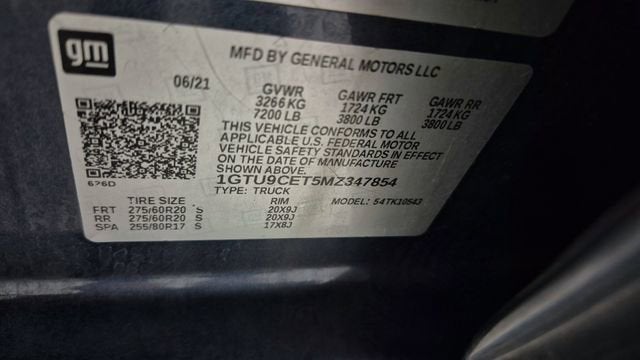 gm
MFD BY GENERAL MOTORS LLC
06/21
GVWR GAWR FRT GAWR RR
3266 KG 1724 KG 1724 KG
7200 LB 3800 LB 3800 LB
THIS VEHICLE CONFORMS TO ALL
APPLICABLE U.S. FEDERAL MOTOR
VEHICLE SAFETY STANDARDS IN EFFECT
ON THE DATE OF MANUFACTURE
SHOWN ABOVE.
1GTU9CET5MZ347854
TYPE: TRUCK MODEL: 54TK10543
TIRE SIZE RIM
FRT 275/60R20 S 20X9J
RR 275/60R20 S 20X9J
SPA 255/80R17 S 17X8J